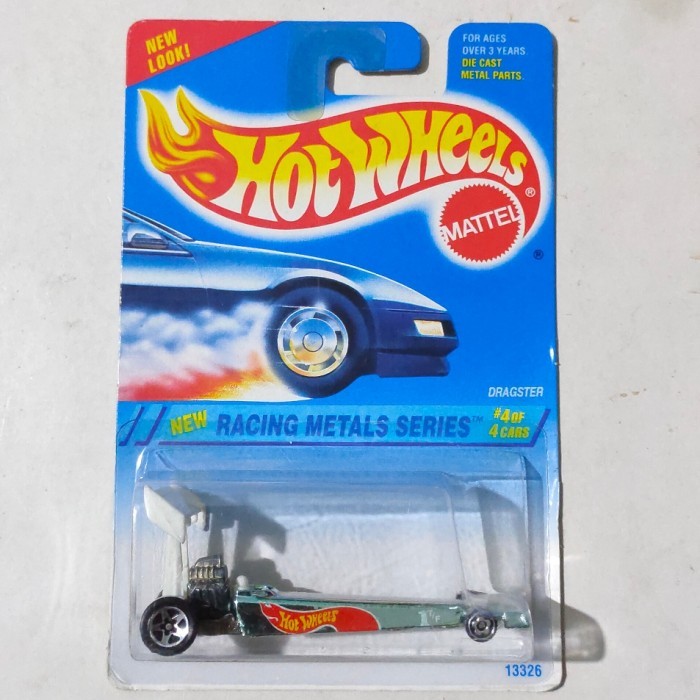 NEW
LOOK!
FOR AGES
OVER 3 YEARS.
DIE CAST
METAL PARTS.
HOT WHEELS®
MATTEL
®
DRAGSTER
NEW RACING METALS SERIES™ #4 OF
4 CARS
HOT WHEELS
13326